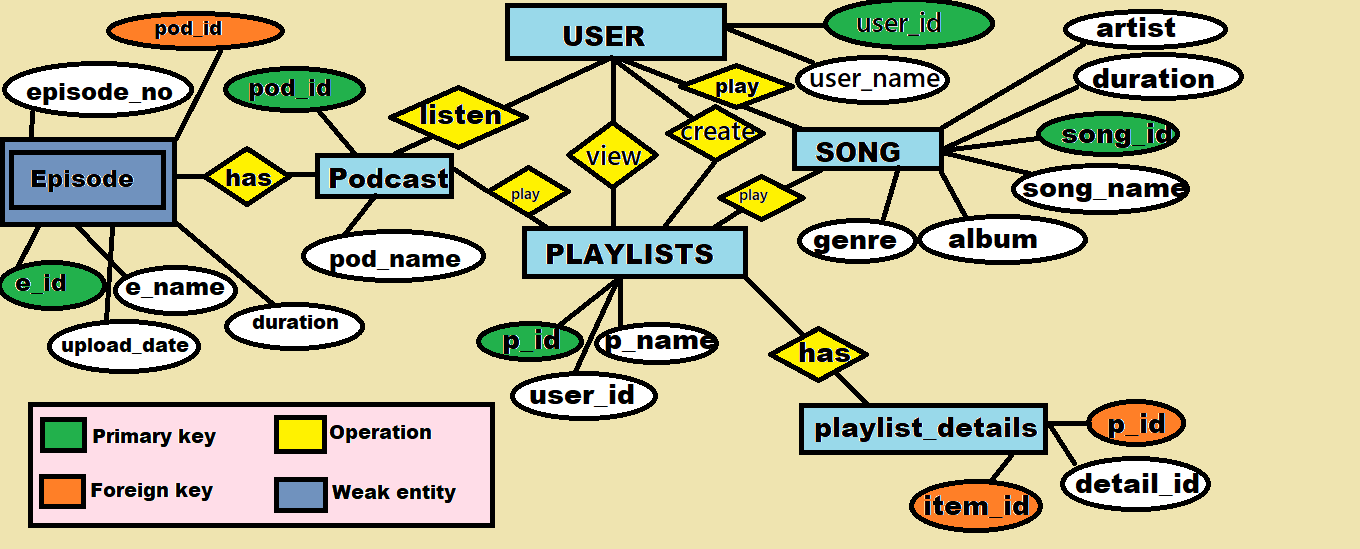 pod_id
USER
user_id
artist
episode_no
pod_id
listen
play
user_name
duration
create
song_id
view
SONG
Episode
has
Podcast
play
play
song_name
pod_name
PLAYLISTS
genre
album
e_id
e_name
upload_date
duration
p_id
p_name
user_id
has
Primary key
Operation
Foreign key
Weak entity
playlist_details
p_id
detail_id
item_id